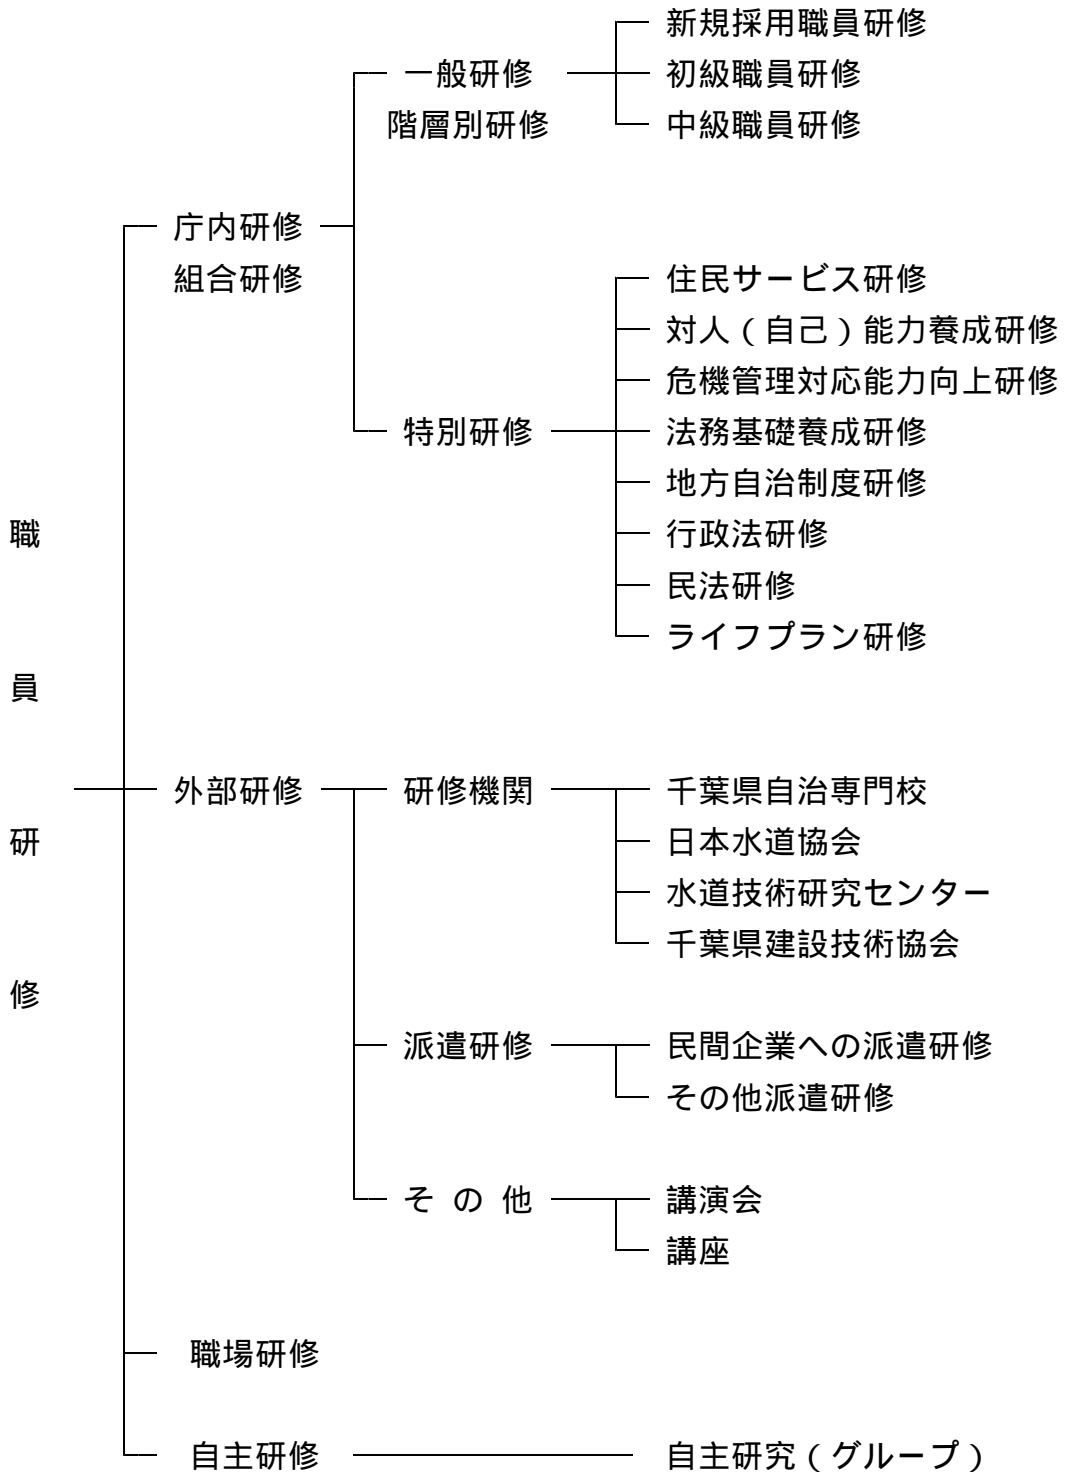 職員研修
庁内研修
組合研修
一般研修
階層別研修
新規採用職員研修
初級職員研修
中級職員研修
特別研修
住民サービス研修
対人(自己)能力養成研修
危機管理対応能力向上研修
法務基礎養成研修
地方自治制度研修
行政法研修
民法研修
ライフプラン研修
外部研修
研修機関
千葉県自治専門校
日本水道協会
水道技術研究センター
千葉県建設技術協会
派遣研修
民間企業への派遣研修
その他派遣研修
その他
講演会
講座
職場研修
自主研修
自主研究(グループ)